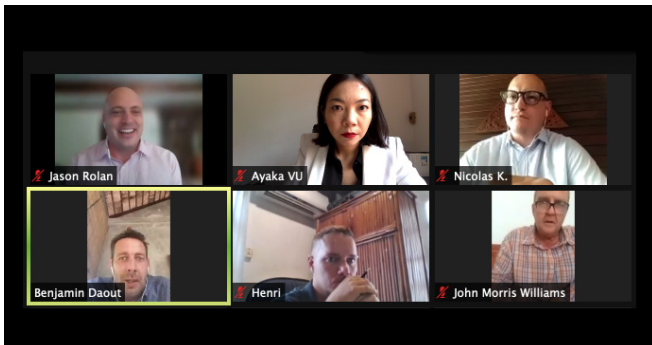 Jason Rolan
Ayaka VU
Nicolas K.
Benjamin Daout
Henri
John Morris Williams